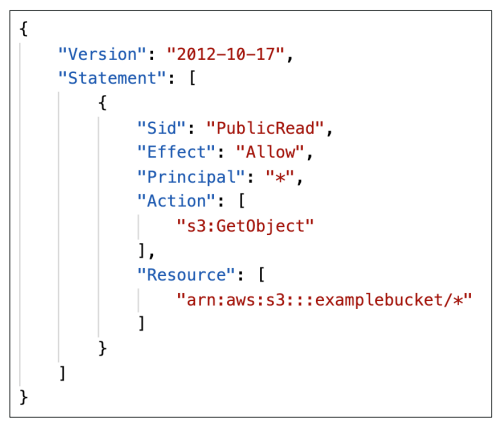 {
    "Version": "2012-10-17",
    "Statement": [
        {
            "Sid": "PublicRead",
            "Effect": "Allow",
            "Principal": "*",
            "Action": [
                "s3:GetObject"
            ],
            "Resource": [
                "arn:aws:s3:::examplebucket/*"
            ]
        }
    ]
}